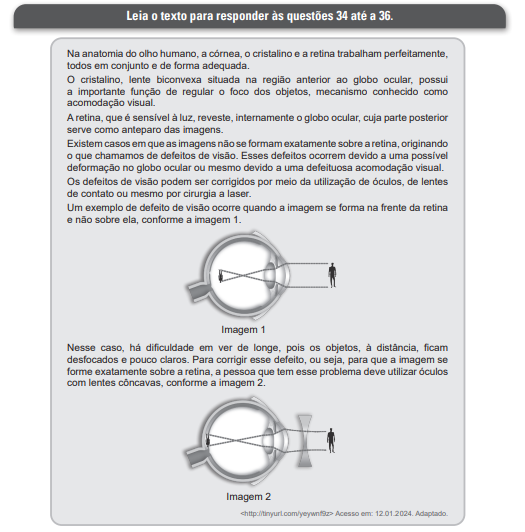 Leia o texto para responder às questões 34 até a 36.
Na anatomia do olho humano, a córnea, o cristalino e a retina trabalham perfeitamente,
todos em conjunto e de forma adequada.
O cristalino, lente biconvexa situada na região anterior ao globo ocular, possui
a importante função de regular o foco dos objetos, mecanismo conhecido como
acomodação visual.
A retina, que é sensível à luz, reveste, internamente o globo ocular, cuja parte posterior
serve como anteparo das imagens.
Existem casos em que as imagens não se formam exatamente sobre a retina, originando
o que chamamos de defeitos de visão. Esses defeitos ocorrem devido a uma possível
deformação no globo ocular ou mesmo devido a uma defeituosa acomodação visual.
Os defeitos de visão podem ser corrigidos por meio da utilização de óculos, de lentes
de contato ou mesmo por cirurgia a laser.
Um exemplo de defeito de visão ocorre quando a imagem se forma na frente da retina
e não sobre ela, conforme a imagem 1.
Imagem 1
Nesse caso, há dificuldade em ver de longe, pois os objetos, à distância, ficam
desfocados e pouco claros. Para corrigir esse defeito, ou seja, para que a imagem se
forme exatamente sobre a retina, a pessoa que tem esse problema deve utilizar óculos
com lentes côncavas, conforme a imagem 2.
Imagem 2
<http://tinyurl.com/yeywnf9z> Acesso em: 12.01.2024. Adaptado.